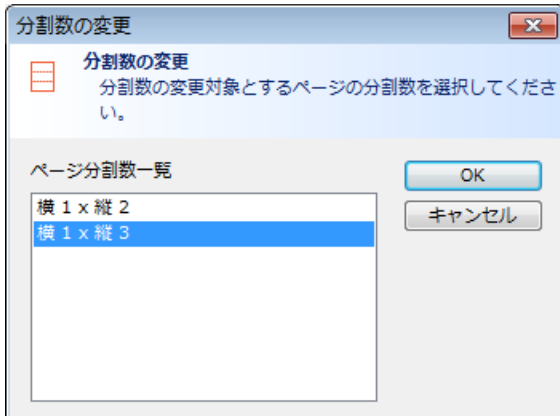 分割数の変更
分割数の変更
分割数の変更対象とするページの分割数を選択してくださ
い。
ページ分割数一覧
OK
横 1 x 縦 2
キャンセル
横 1 x 縦 3